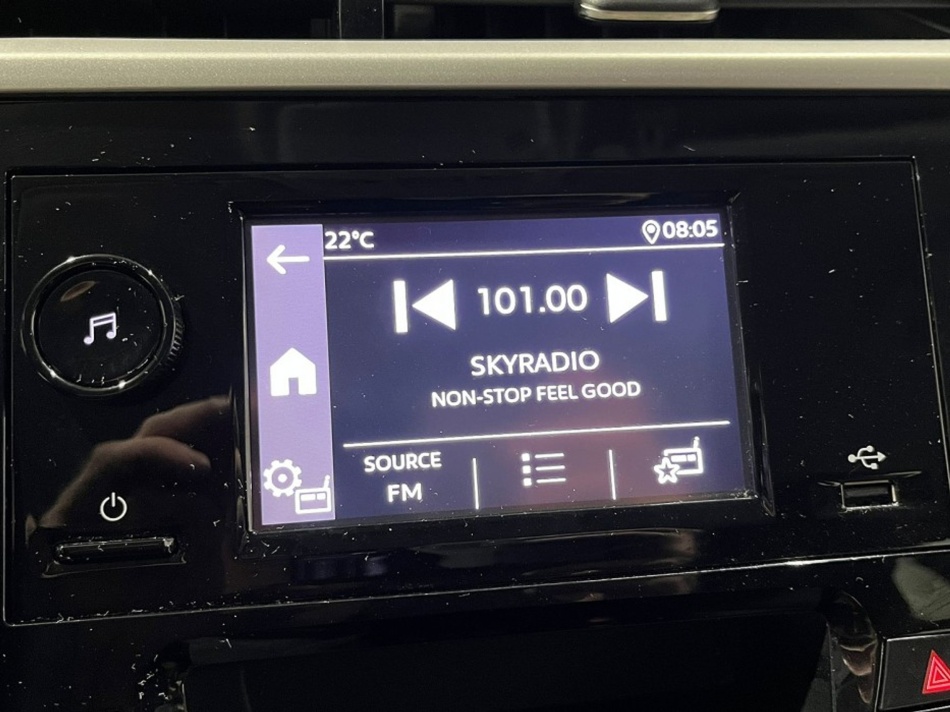 22°C
08:05
101.00
SKYRADIO
NON-STOP FEEL GOOD
SOURCE
FM